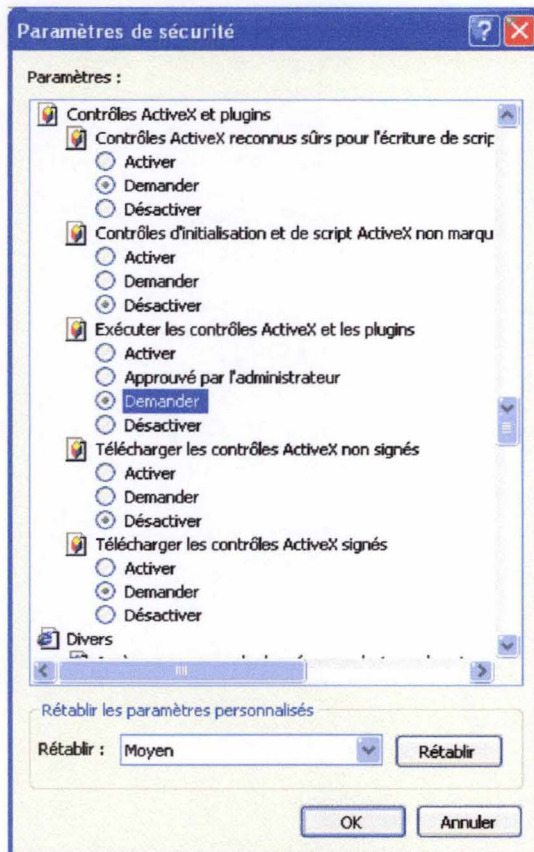 Paramètres de sécurité
Paramètres :
Contrôles ActiveX et plugins
Contrôles ActiveX reconnus sûrs pour l'écriture de scrip
Activer
Demander
Désactiver
Contrôles d'initialisation et de script ActiveX non marqu
Activer
Demander
Désactiver
Exécuter les contrôles ActiveX et les plugins
Activer
Approuvé par l'administrateur
Demander
Désactiver
Télécharger les contrôles ActiveX non signés
Activer
Demander
Désactiver
Télécharger les contrôles ActiveX signés
Activer
Demander
Désactiver
Divers
Rétablir les paramètres personnalisés
Rétablir : Moyen Rétablir
OK Annuler